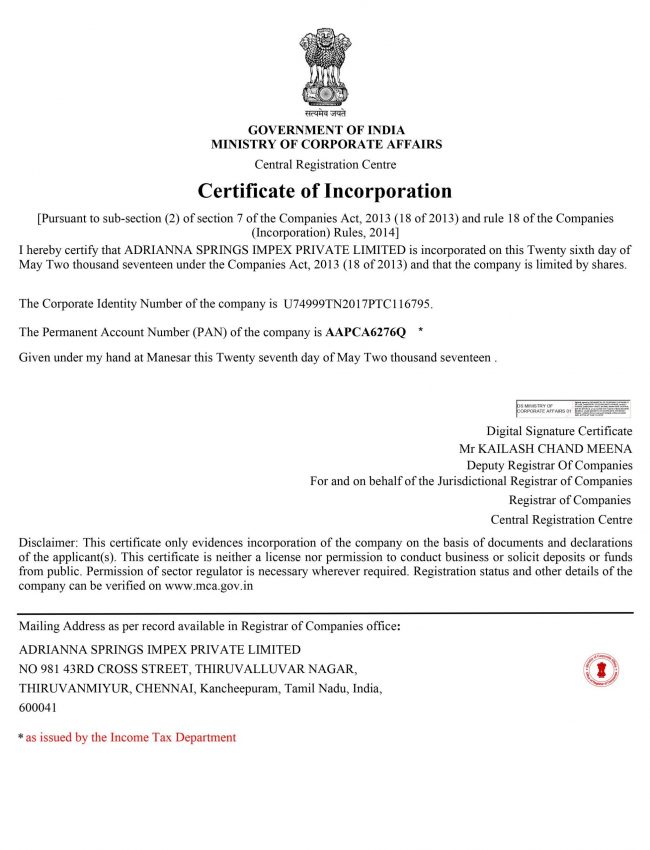 सत्यमेव जयते
GOVERNMENT OF INDIA
MINISTRY OF CORPORATE AFFAIRS
Central Registration Centre
Certificate of Incorporation
[Pursuant to sub-section (2) of section 7 of the Companies Act, 2013 (18 of 2013) and rule 18 of the Companies
(Incorporation) Rules, 2014]
I hereby certify that ADRIANNA SPRINGS IMPEX PRIVATE LIMITED is incorporated on this Twenty sixth day of
May Two thousand seventeen under the Companies Act, 2013 (18 of 2013) and that the company is limited by shares.
The Corporate Identity Number of the company is U74999TN2017PTC116795.
The Permanent Account Number (PAN) of the company is AAPCA6276Q *
Given under my hand at Manesar this Twenty seventh day of May Two thousand seventeen .
DS MINISTRY OF
CORPORATE AFFAIRS 01
Digital Signature Certificate
Mr KAILASH CHAND MEENA
Deputy Registrar Of Companies
For and on behalf of the Jurisdictional Registrar of Companies
Registrar of Companies
Central Registration Centre
Disclaimer: This certificate only evidences incorporation of the company on the basis of documents and declarations
of the applicant(s). This certificate is neither a license nor permission to conduct business or solicit deposits or funds
from public. Permission of sector regulator is necessary wherever required. Registration status and other details of the
company can be verified on www.mca.gov.in
Mailing Address as per record available in Registrar of Companies office:
ADRIANNA SPRINGS IMPEX PRIVATE LIMITED
NO 981 43RD CROSS STREET, THIRUVALLUVAR NAGAR,
THIRUVANMIYUR, CHENNAI, Kancheepuram, Tamil Nadu, India,
600041
* as issued by the Income Tax Department